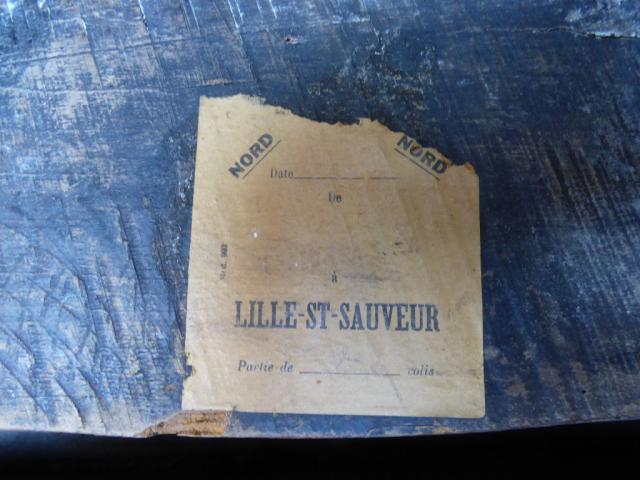 NORD NORD
Date
De
à
LILLE-ST-SAUVEUR
Partie de colis